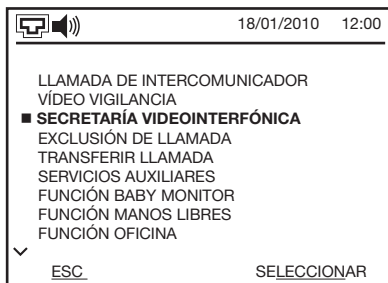 18/01/2010 12:00
LLAMADA DE INTERCOMUNICADOR
VÍDEO VIGILANCIA
SECRETARÍA VIDEOINTERFÓNICA
EXCLUSIÓN DE LLAMADA
TRANSFERIR LLAMADA
SERVICIOS AUXILIARES
FUNCIÓN BABY MONITOR
FUNCIÓN MANOS LIBRES
FUNCIÓN OFICINA
ESC SELECCIONAR